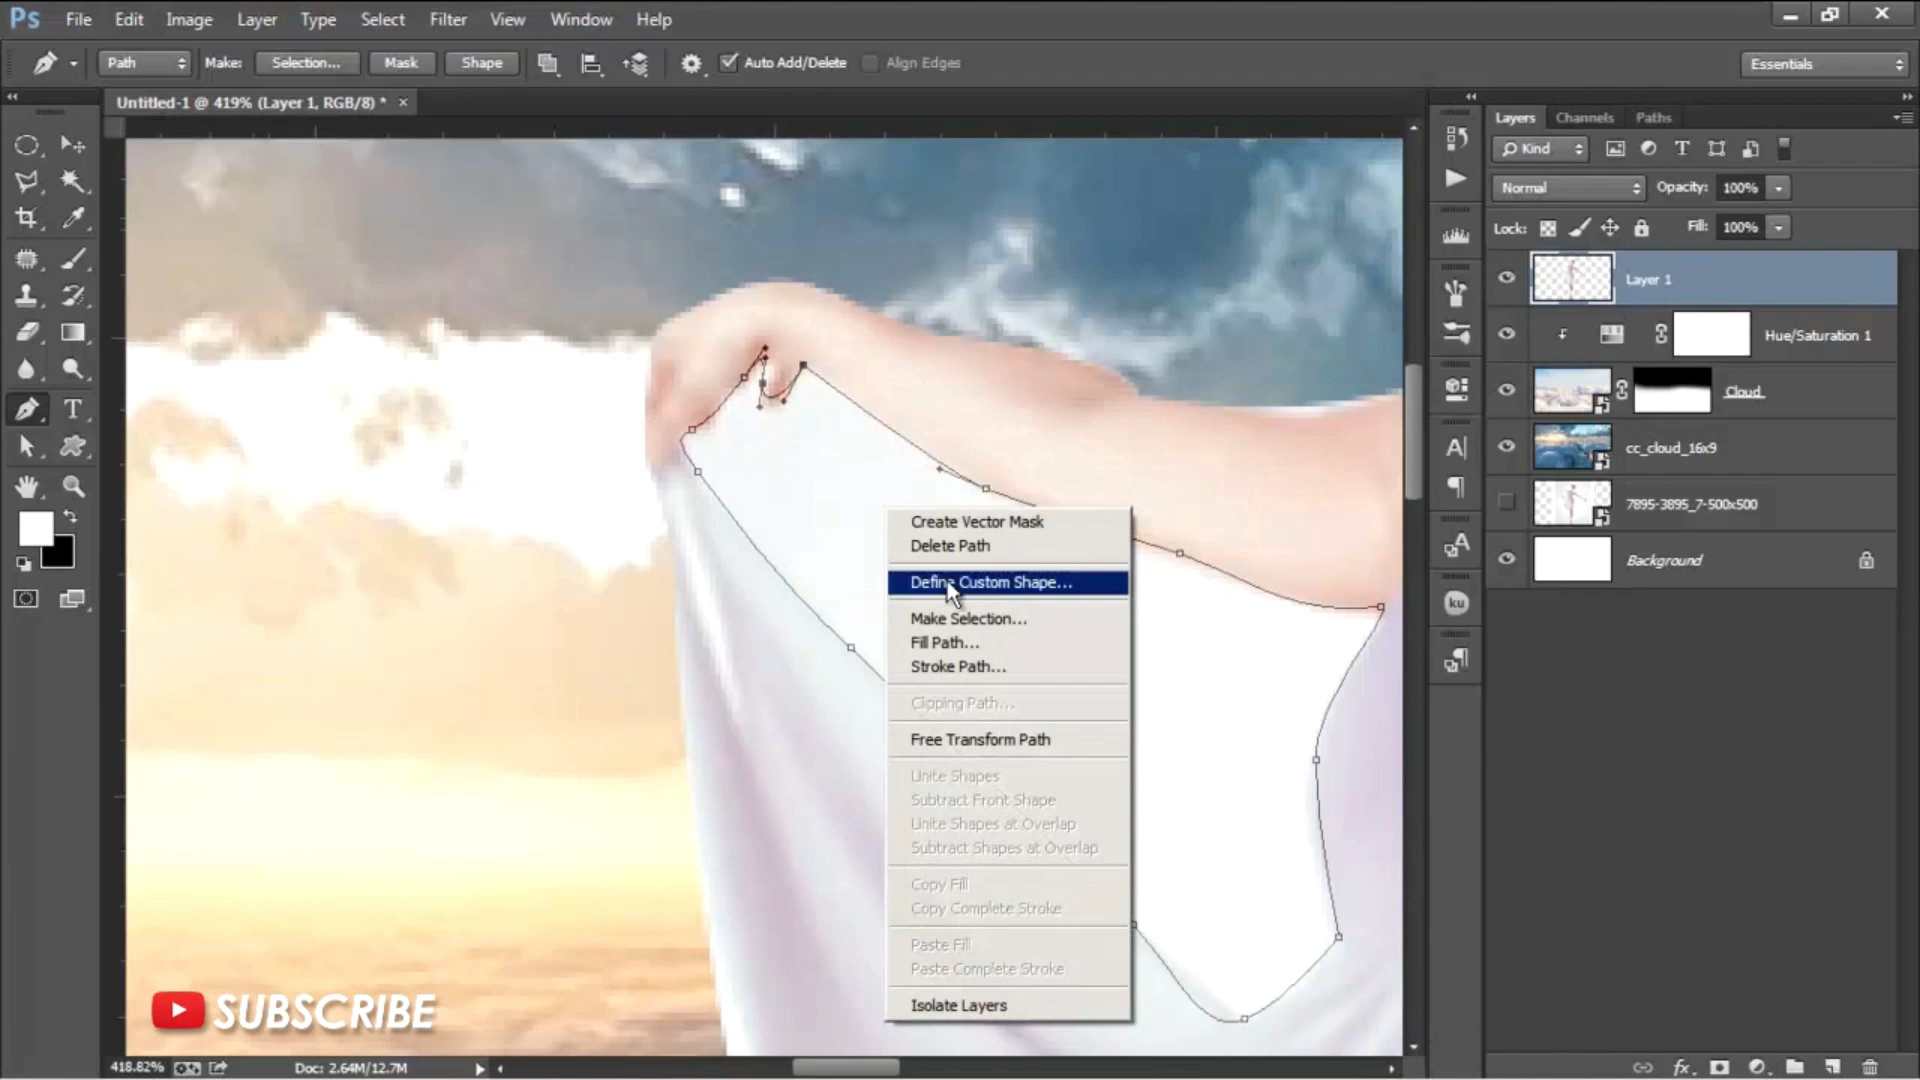 Ps File Edit Image Layer Type Select Filter View Window Help
Path Make: Selection... Mask Shape Auto Add/Delete Align Edges Essentials
Untitled-1 @ 419% (Layer 1, RGB/8) * ×
Layers Channels Paths
Kind T
Normal Opacity: 100%
Lock: Fill: 100%
Layer 1
Hue/Saturation 1
Cloud
cc_cloud_16x9
7895-3895_7-500x500
Background
T
A
ku
Create Vector Mask
Delete Path
Define Custom Shape...
Make Selection...
Fill Path...
Stroke Path...
Clipping Path...
Free Transform Path
Unite Shapes
Subtract Front Shape
Unite Shapes at Overlap
Subtract Shapes at Overlap
Copy Fill
Copy Complete Stroke
Paste Fill
Paste Complete Stroke
Isolate Layers
SUBSCRIBE
418.82% Doc: 2.64M/12.7M
fx